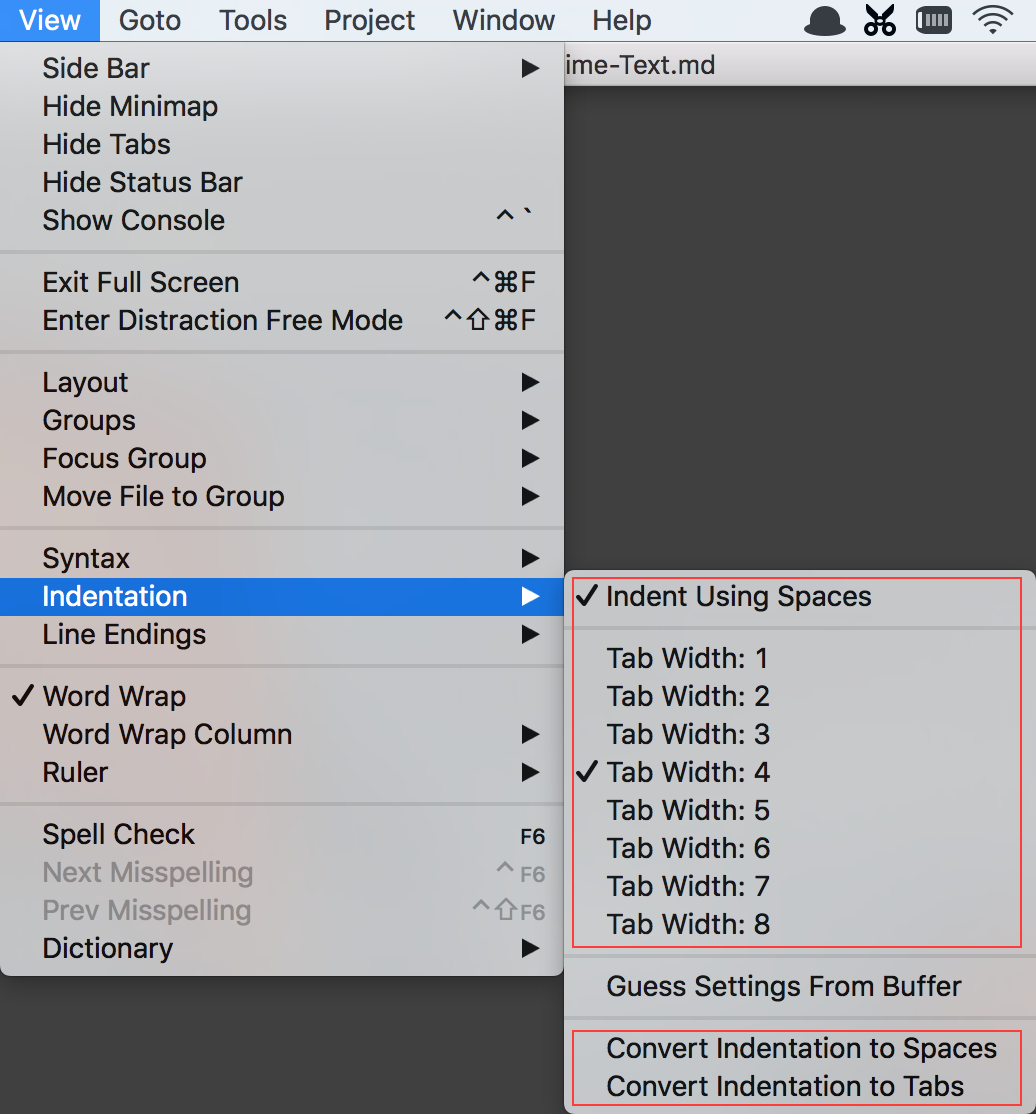 View Goto Tools Project Window Help
ime-Text.md
Side Bar
Hide Minimap
Hide Tabs
Hide Status Bar
Show Console ^`
Exit Full Screen ^⌘F
Enter Distraction Free Mode ^⇧⌘F
Layout
Groups
Focus Group
Move File to Group
Syntax
Indentation
Line Endings
✓ Word Wrap
Word Wrap Column
Ruler
Spell Check F6
Next Misspelling ^F6
Prev Misspelling ^⇧F6
Dictionary
✓ Indent Using Spaces
Tab Width: 1
Tab Width: 2
Tab Width: 3
✓ Tab Width: 4
Tab Width: 5
Tab Width: 6
Tab Width: 7
Tab Width: 8
Guess Settings From Buffer
Convert Indentation to Spaces
Convert Indentation to Tabs